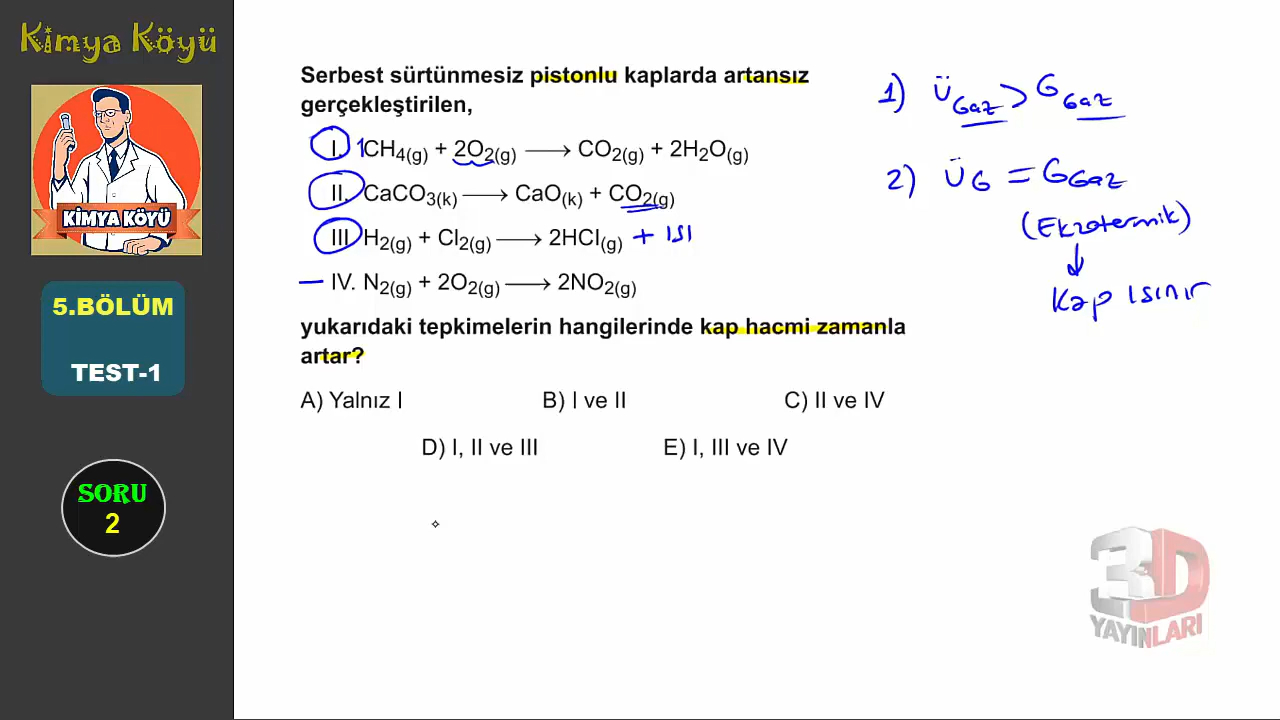 Kimya Köyü
KİMYA KÖYÜ
5.BÖLÜM
TEST-1
SORU
2
Serbest sürtünmesiz pistonlu kaplarda artansız
gerçekleştirilen,
I. 1CH₄(g) + 2O₂(g) ⟶ CO₂(g) + 2H₂O(g)
II. CaCO₃(k) ⟶ CaO(k) + CO₂(g)
III. H₂(g) + Cl₂(g) ⟶ 2HCl(g) + ISI
– IV. N₂(g) + 2O₂(g) ⟶ 2NO₂(g)
yukarıdaki tepkimelerin hangilerinde kap hacmi zamanla
artar?
A) Yalnız I B) I ve II C) II ve IV
D) I, II ve III E) I, III ve IV
1) ÜGaz > GGaz
2) ÜG = GGaz
(Ekzotermik)
↓
Kap ısınır
3D
YAYINLARI